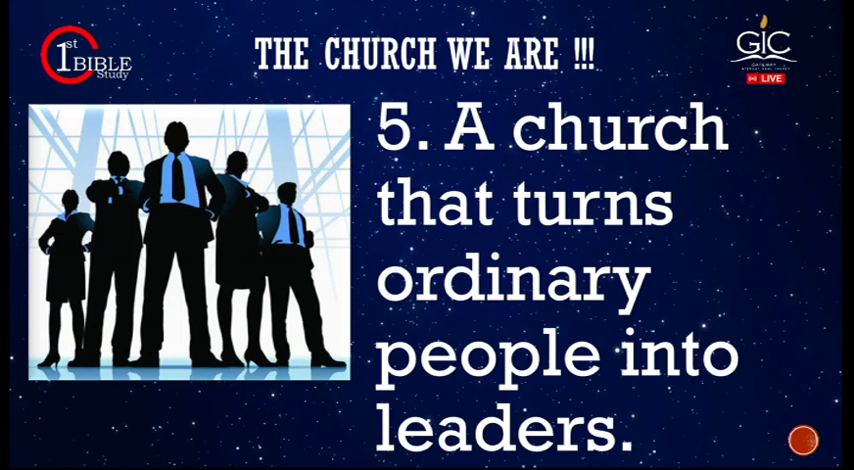 1st
BIBLE
Study
THE CHURCH WE ARE !!!
GIC
LIVE
5. A church
that turns
ordinary
people into
leaders.